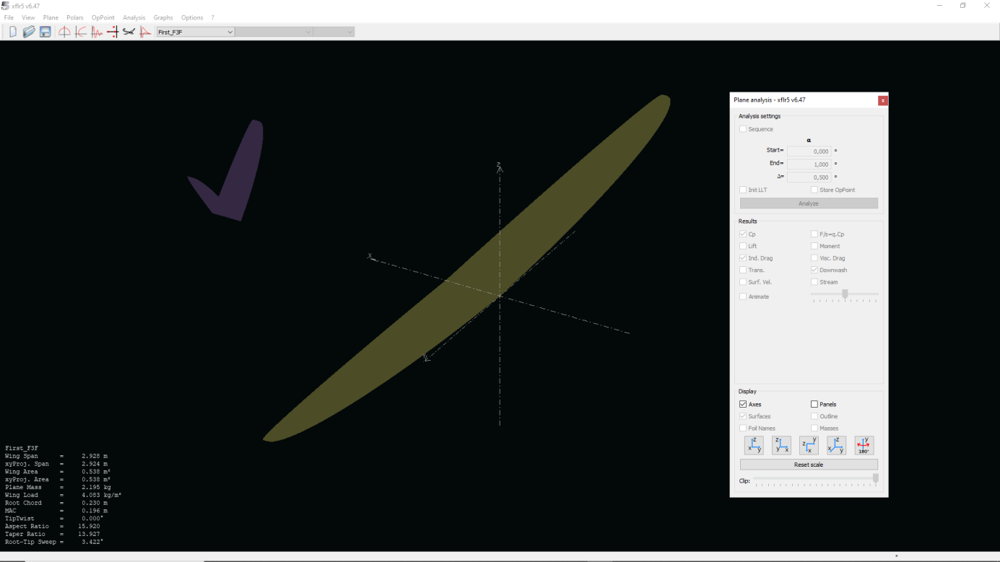 xflr5 v6.47
File View Plane Polars OpPoint Analysis Graphs Options ?
First_F3F
Z
X
Plane analysis - xflr5 v6.47
x
Analysis settings
Sequence
α
Start= 0,000 °
End= 1,000 °
Δ= 0,500 °
Init LLT Store OpPoint
Analyze
Results
Cp F/s=q.Cp
Lift Moment
Ind. Drag Visc. Drag
Trans. Downwash
Surf. Vel. Stream
Animate
Display
Axes Panels
Surfaces Outline
Foil Names Masses
z x y
z y x
y z x
z x y
y 180°
Reset scale
Clip:
First_F3F
Wing Span = 2.928 m
xyProj. Span = 2.924 m
Wing Area = 0.538 m²
xyProj. Area = 0.538 m²
Plane Mass = 2.195 kg
Wing Load = 4.083 kg/m²
Root Chord = 0.230 m
MAC = 0.196 m
TipTwist = 0.000°
Aspect Ratio = 15.920
Taper Ratio = 13.927
Root-Tip Sweep = 3.422°